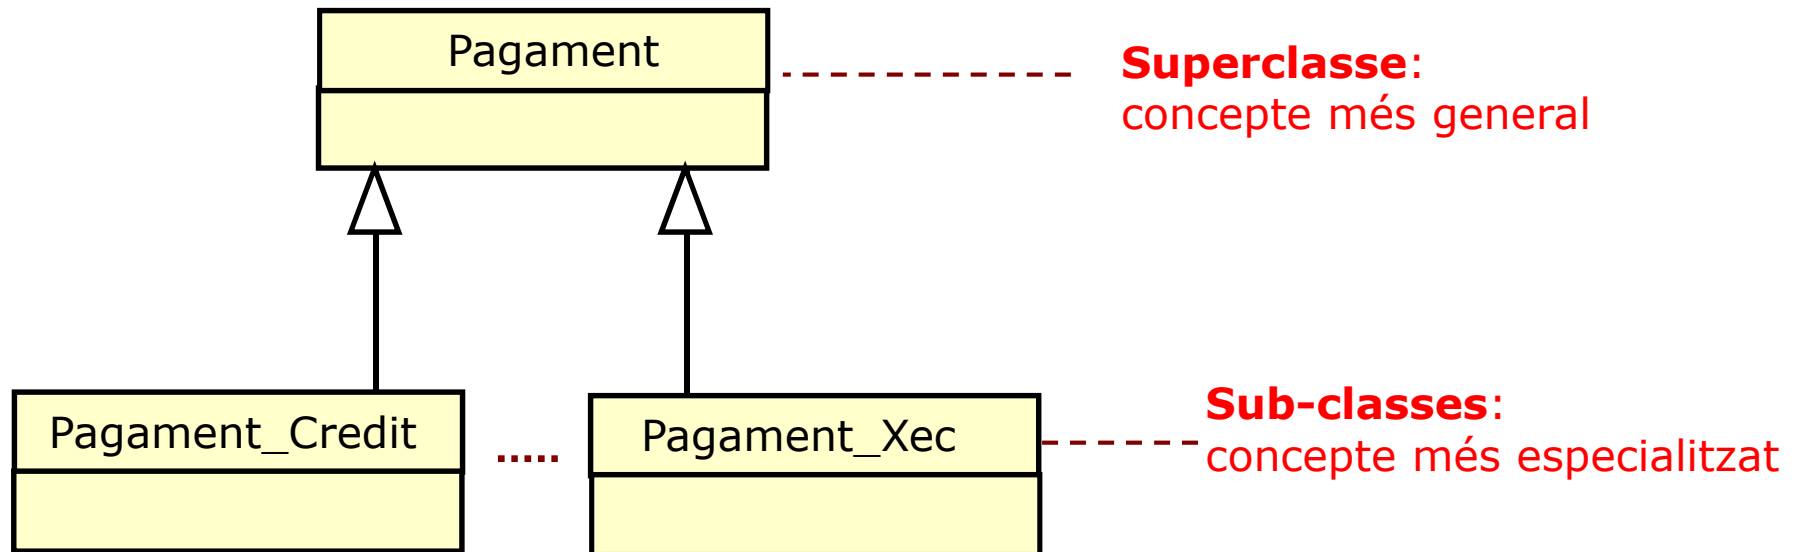 Pagament
Superclasse:
concepte més general
Pagament_Credit
.....
Pagament_Xec
Sub-classes:
concepte més especialitzat